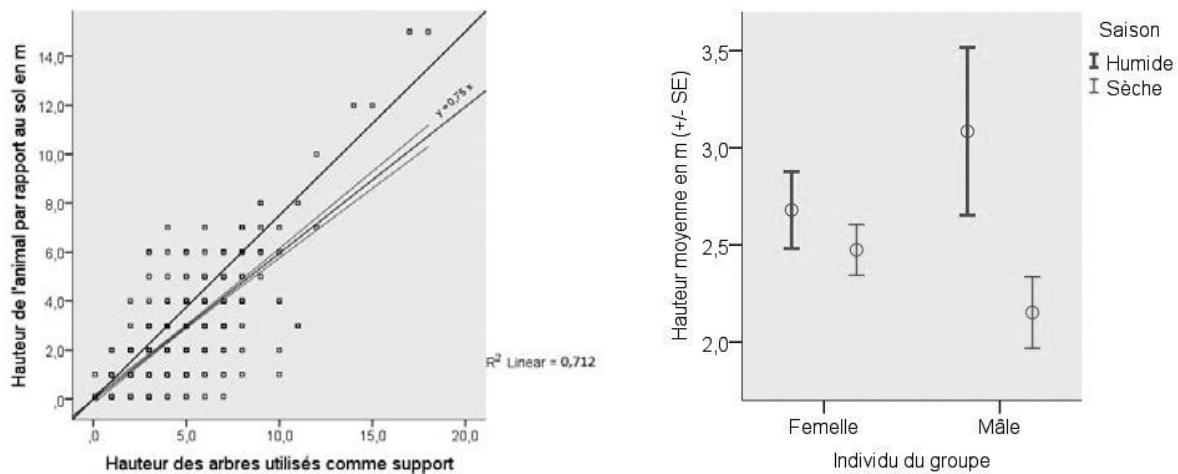 Hauteur de l'animal par rapport au sol en m
14,0
12,0
10,0
8,0
6,0
4,0
2,0
,0
y = 0,75 x
R² Linear = 0,712
,0 5,0 10,0 15,0 20,0
Hauteur des arbres utilisés comme support
Hauteur moyenne en m (+/- SE)
3,5
3,0
2,5
2,0
Saison
Humide
Sèche
Femelle Mâle
Individu du groupe